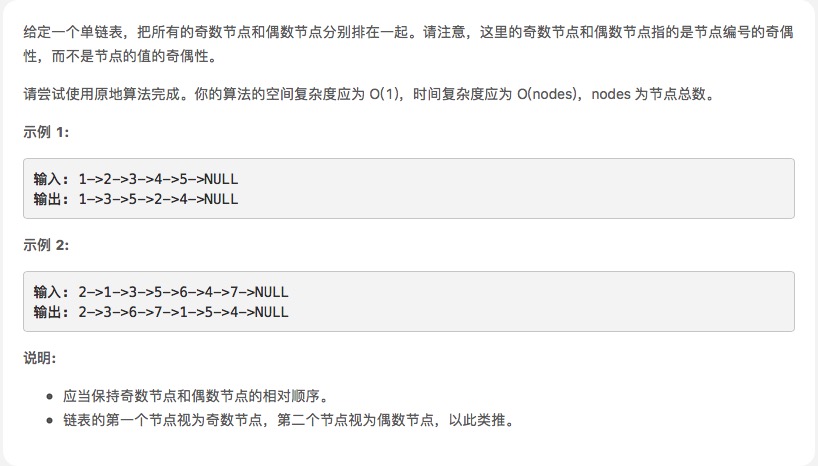 给定一个单链表，把所有的奇数节点和偶数节点分别排在一起。请注意，这里的奇数节点和偶数节点指的是节点编号的奇偶
性，而不是节点的值的奇偶性。
请尝试使用原地算法完成。你的算法的空间复杂度应为 O(1)，时间复杂度应为 O(nodes)，nodes 为节点总数。
示例 1:
输入: 1->2->3->4->5->NULL
输出: 1->3->5->2->4->NULL
示例 2:
输入: 2->1->3->5->6->4->7->NULL
输出: 2->3->6->7->1->5->4->NULL
说明:
• 应当保持奇数节点和偶数节点的相对顺序。
• 链表的第一个节点视为奇数节点，第二个节点视为偶数节点，以此类推。